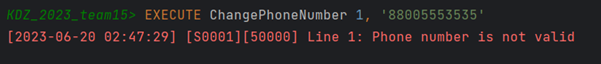 KDZ_2023_team15> EXECUTE ChangePhoneNumber 1, '88005553535'
[2023-06-20 02:47:29] [S0001][50000] Line 1: Phone number is not valid